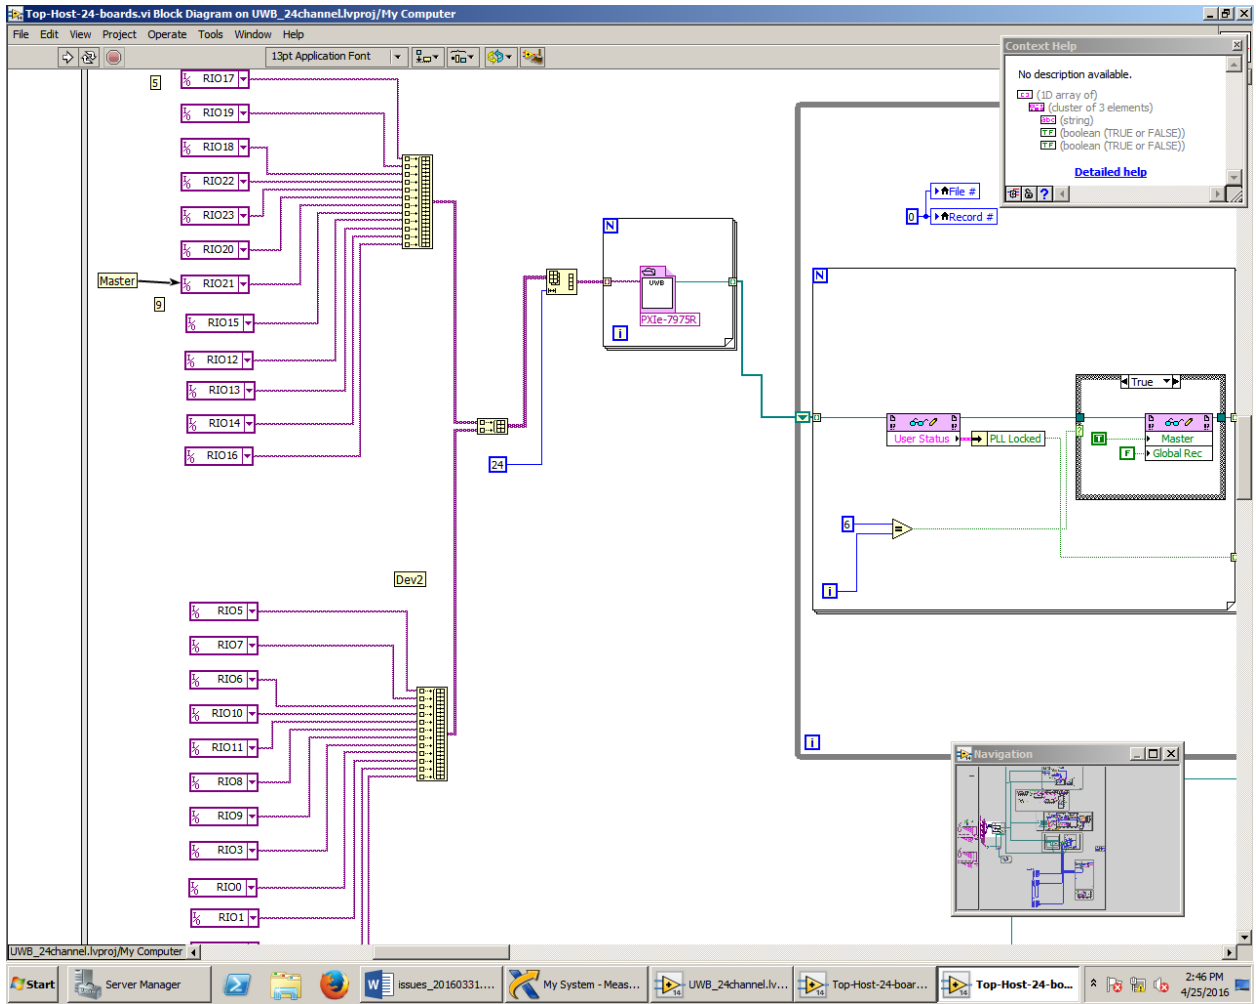 Top-Host-24-boards.vi Block Diagram on UWB_24channel.lvproj/My Computer
File Edit View Project Operate Tools Window Help
13pt Application Font
Context Help
No description available.
(1D array of)
(cluster of 3 elements)
abc (string)
TF (boolean (TRUE or FALSE))
TF (boolean (TRUE or FALSE))
Detailed help
?
5
RIO17
RIO19
RIO18
RIO22
RIO23
RIO20
Master
RIO21
9
RIO15
RIO12
RIO13
RIO14
RIO16
24
Dev2
RIO5
RIO7
RIO6
RIO10
RIO11
RIO8
RIO9
RIO3
RIO0
RIO1
N
UWB
PXIe-7975R
i
File #
0
Record #
N
True
User Status
PLL Locked
?
T
Master
F
Global Rec
6
=
i
i
Navigation
UWB_24channel.lvproj/My Computer
Start
Server Manager
issues_20160331....
My System - Meas...
UWB_24channel.lv...
Top-Host-24-boar...
Top-Host-24-bo...
2:46 PM
4/25/2016